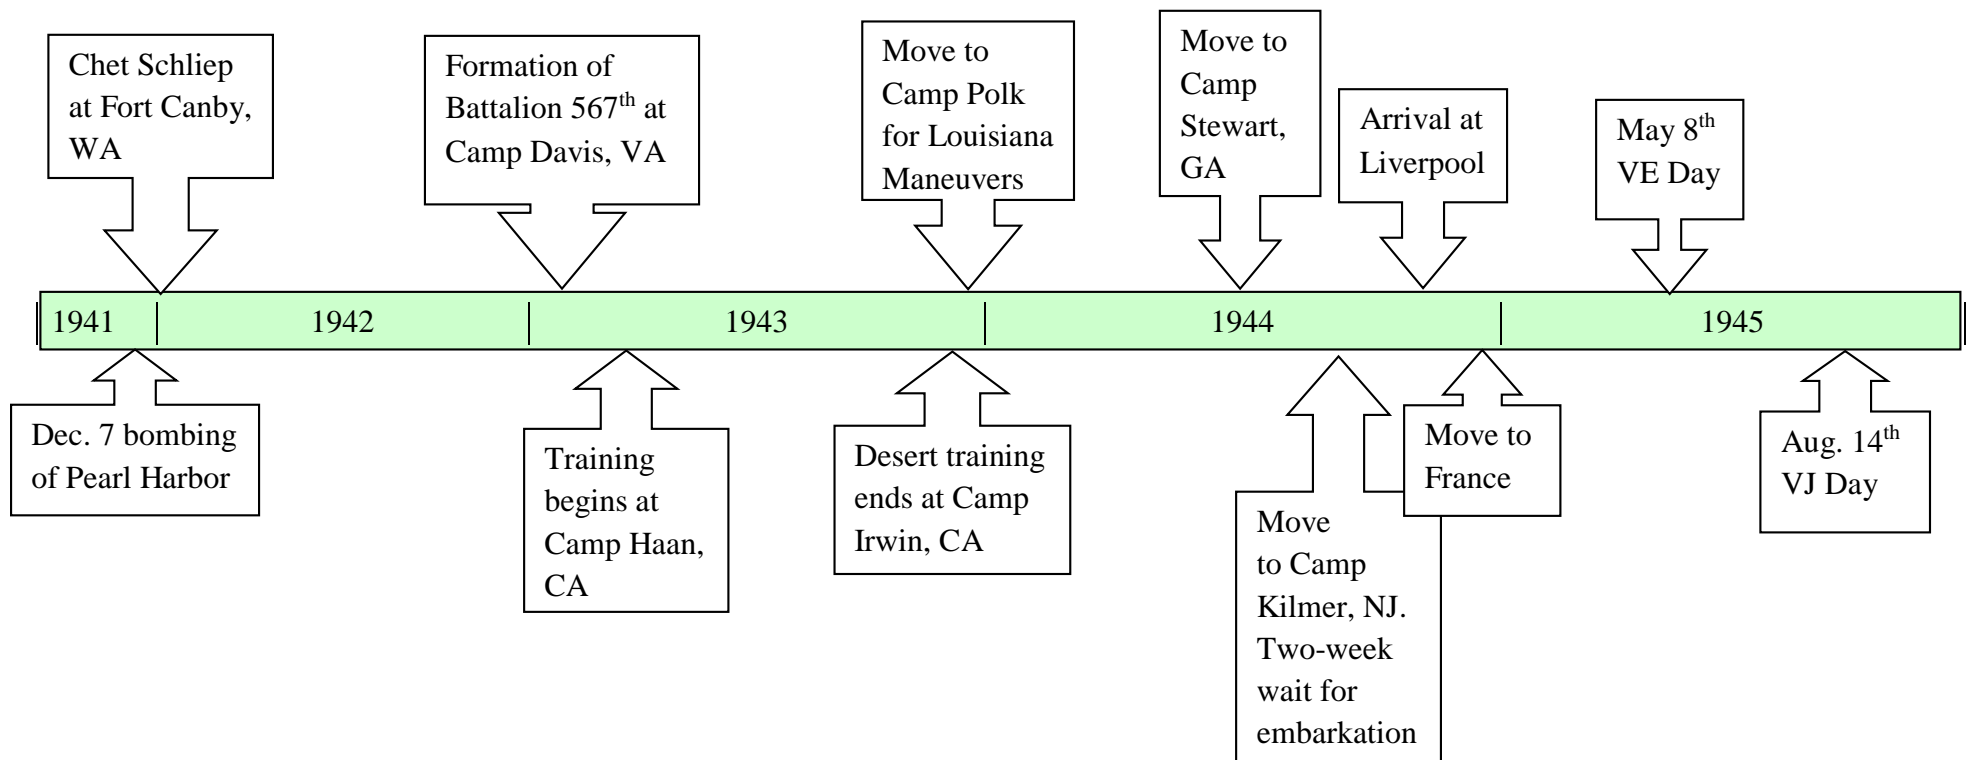 Chet Schliep
at Fort Canby,
WA
Formation of
Battalion 567th at
Camp Davis, VA
Move to
Camp Polk
for Louisiana
Maneuvers
Move to
Camp
Stewart,
GA
Arrival at
Liverpool
May 8th
VE Day
1941
1942
1943
1944
1945
Dec. 7 bombing
of Pearl Harbor
Training
begins at
Camp Haan,
CA
Desert training
ends at Camp
Irwin, CA
Move
to Camp
Kilmer, NJ.
Two-week
wait for
embarkation
Move to
France
Aug. 14th
VJ Day